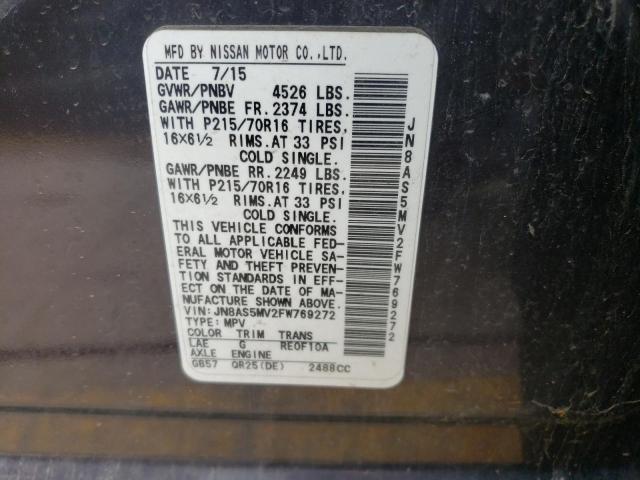 MFD BY NISSAN MOTOR CO.,LTD.
DATE 7/15
GVWR/PNBV 4526 LBS.
GAWR/PNBE FR. 2374 LBS.
WITH P215/70R16 TIRES,
16X6½ RIMS.AT 33 PSI
COLD SINGLE.
GAWR/PNBE RR. 2249 LBS.
WITH P215/70R16 TIRES,
16X6½ RIMS.AT 33 PSI
COLD SINGLE.
THIS VEHICLE CONFORMS
TO ALL APPLICABLE FED-
ERAL MOTOR VEHICLE SA-
FETY AND THEFT PREVEN-
TION STANDARDS IN EFF-
ECT ON THE DATE OF MA-
NUFACTURE SHOWN ABOVE.
VIN: JN8AS5MV2FW769272
TYPE: MPV
COLOR TRIM TRANS
LAE G RE0F10A
AXLE ENGINE
GB57 QR25(DE) 2488CC
JN8AS5MV2FW769272